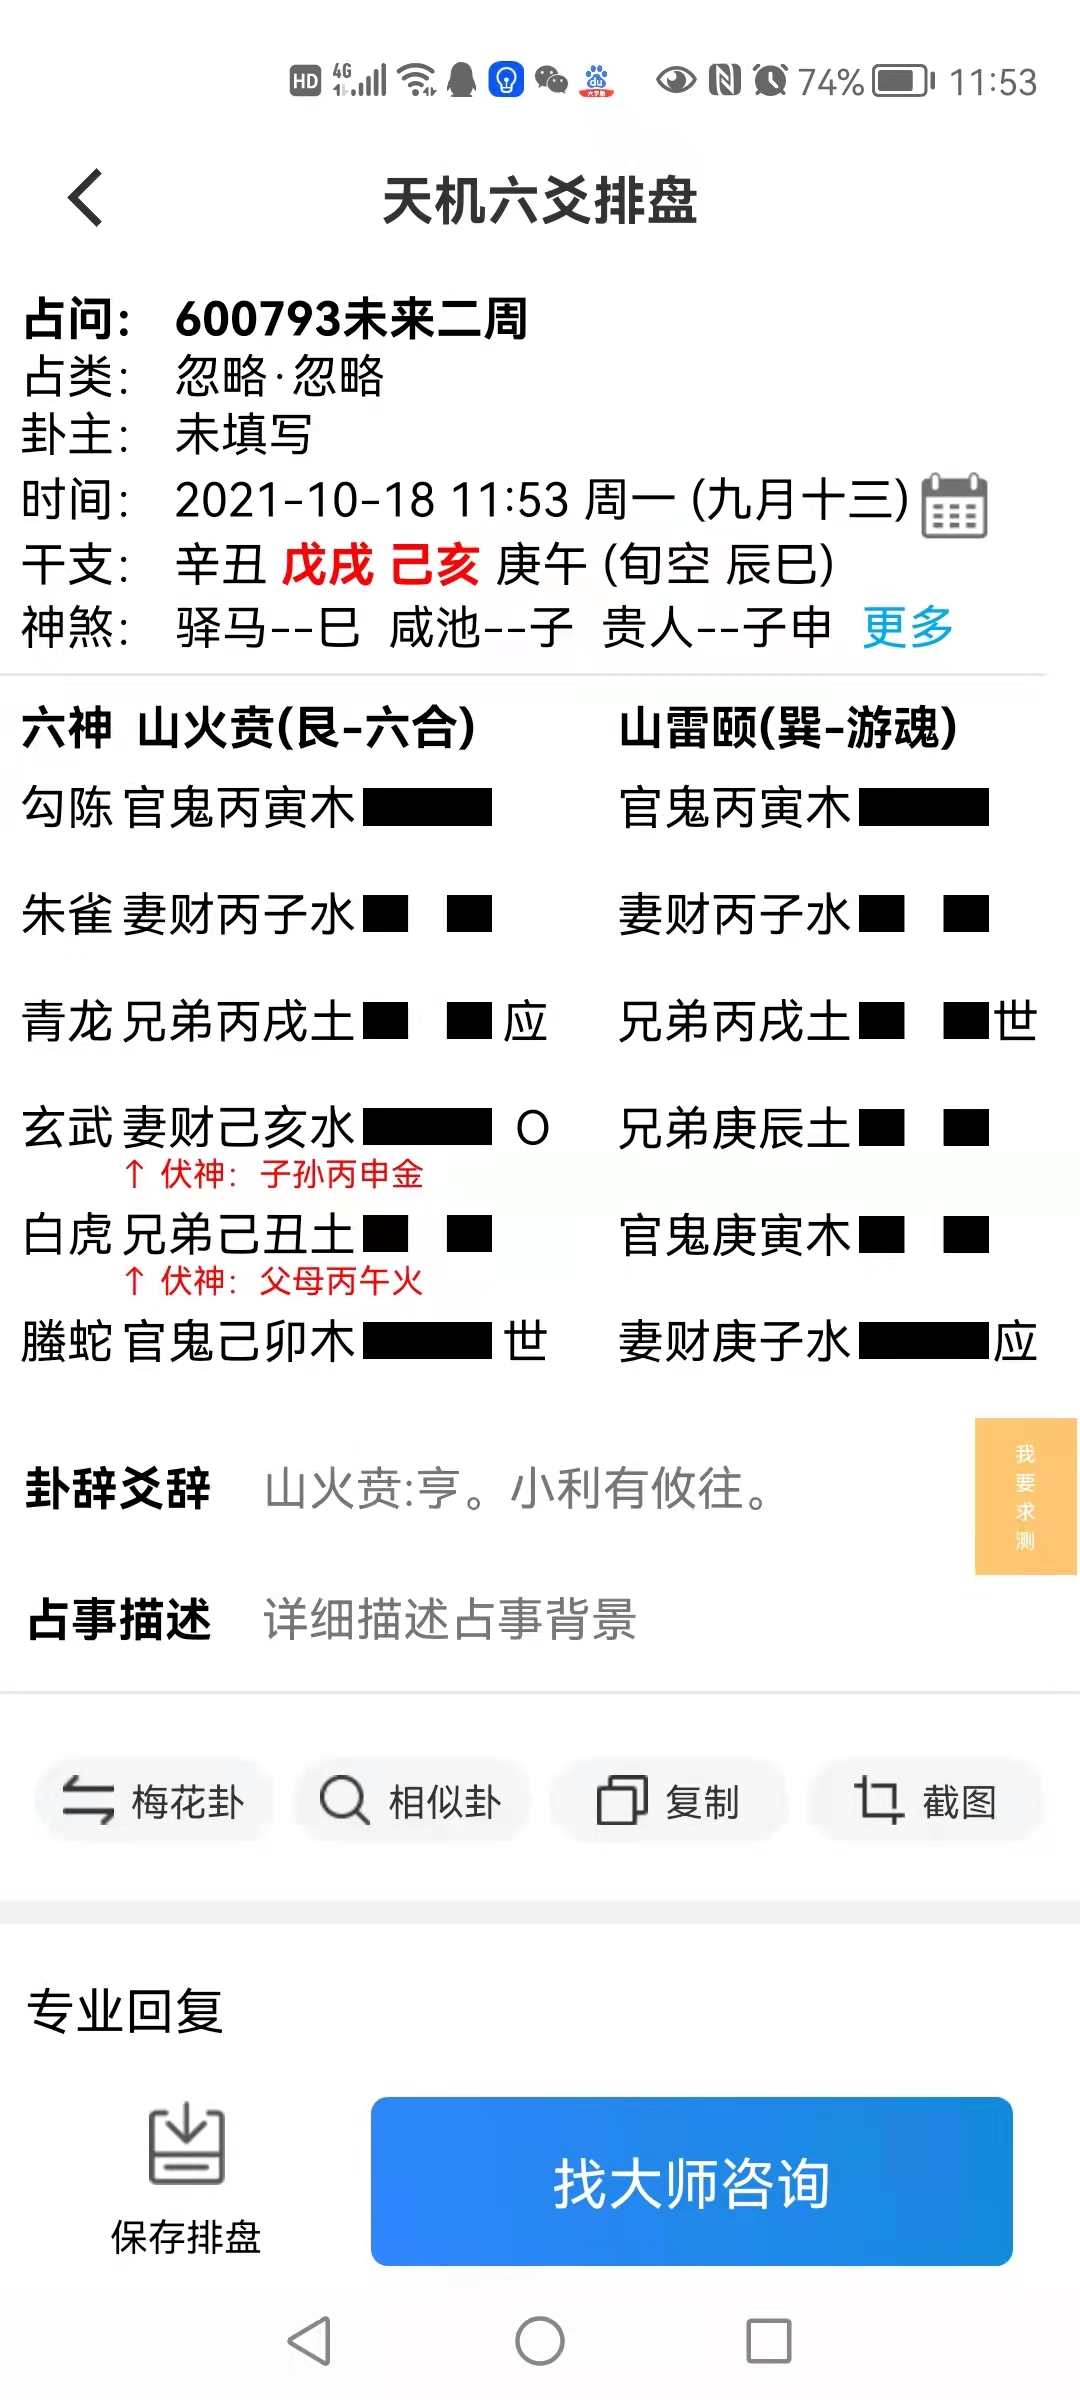 HD 4G 74% 11:53
天机六爻排盘
占问： 600793未来二周
占类： 忽略·忽略
卦主： 未填写
时间： 2021-10-18 11:53 周一 (九月十三)
干支： 辛丑 戊戌 己亥 庚午 (旬空 辰巳)
神煞： 驿马--巳 咸池--子 贵人--子申 更多
六神 山火贲(艮-六合) 山雷颐(巽-游魂)
勾陈 官鬼丙寅木 官鬼丙寅木
朱雀 妻财丙子水 妻财丙子水
青龙 兄弟丙戌土 应 兄弟丙戌土 世
玄武 妻财己亥水 O 兄弟庚辰土
↑ 伏神：子孙丙申金
白虎 兄弟己丑土 官鬼庚寅木
↑ 伏神：父母丙午火
螣蛇 官鬼己卯木 世 妻财庚子水 应
卦辞爻辞 山火贲:亨。小利有攸往。
我要求测
占事描述 详细描述占事背景
梅花卦 相似卦 复制 截图
专业回复
保存排盘 找大师咨询